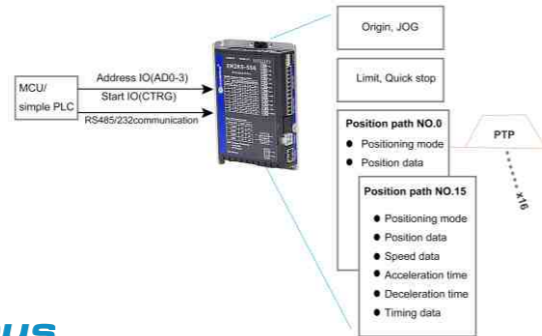 Origin, JOG
Limit, Quick stop
MCU/
simple PLC
Address IO(AD0-3)
Start IO(CTRG)
RS485/232communication
Position path NO.0
● Positioning mode
● Position data
PTP
x16
Position path NO.15
● Positioning mode
● Position data
● Speed data
● Acceleration time
● Deceleration time
● Timing data